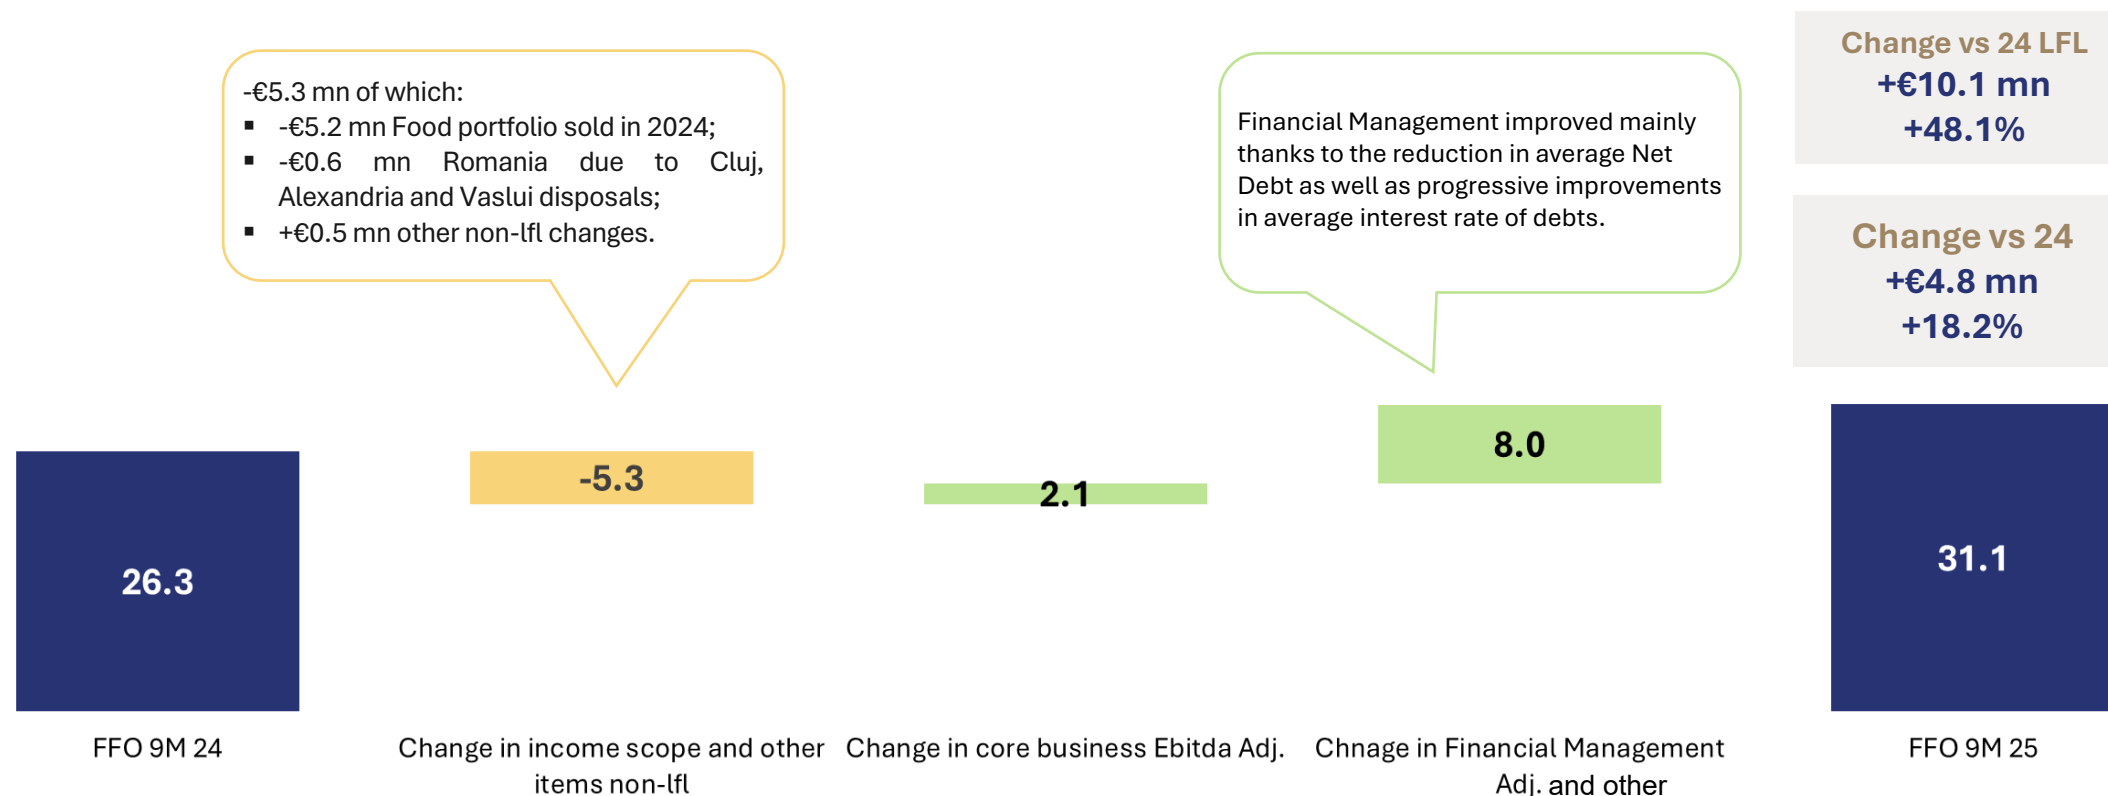 -€5.3 mn of which:
▪ -€5.2 mn Food portfolio sold in 2024;
▪ -€0.6 mn Romania due to Cluj,
Alexandria and Vaslui disposals;
▪ +€0.5 mn other non-lfl changes.
Financial Management improved mainly
thanks to the reduction in average Net
Debt as well as progressive improvements
in average interest rate of debts.
Change vs 24 LFL
+€10.1 mn
+48.1%
Change vs 24
+€4.8 mn
+18.2%
26.3
-5.3
2.1
8.0
31.1
FFO 9M 24
Change in income scope and other
items non-lfl
Change in core business Ebitda Adj.
Chnage in Financial Management
Adj. and other
FFO 9M 25